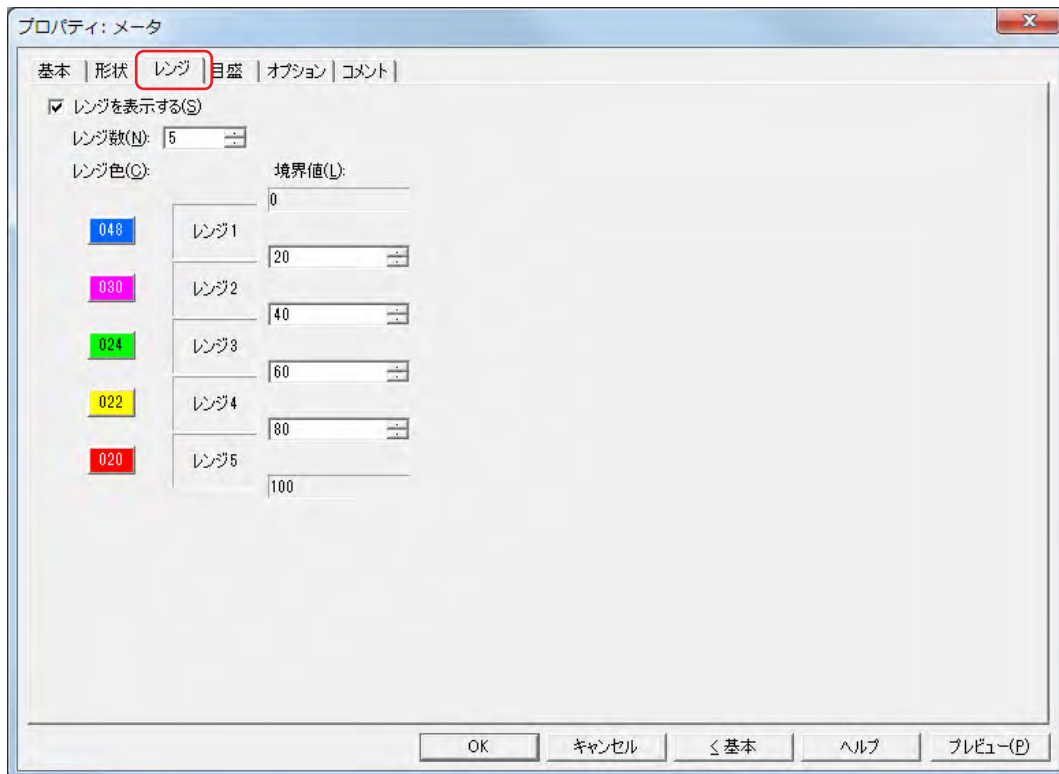 プロパティ: メータ
x
基本 形状 レンジ 目盛 オプション コメント
レンジを表示する(S)
レンジ数(N): 5
レンジ色(C): 境界値(L):
0
048 レンジ1
20
030 レンジ2
40
024 レンジ3
60
022 レンジ4
80
020 レンジ5
100
OK キャンセル <基本 ヘルプ プレビュー(P)